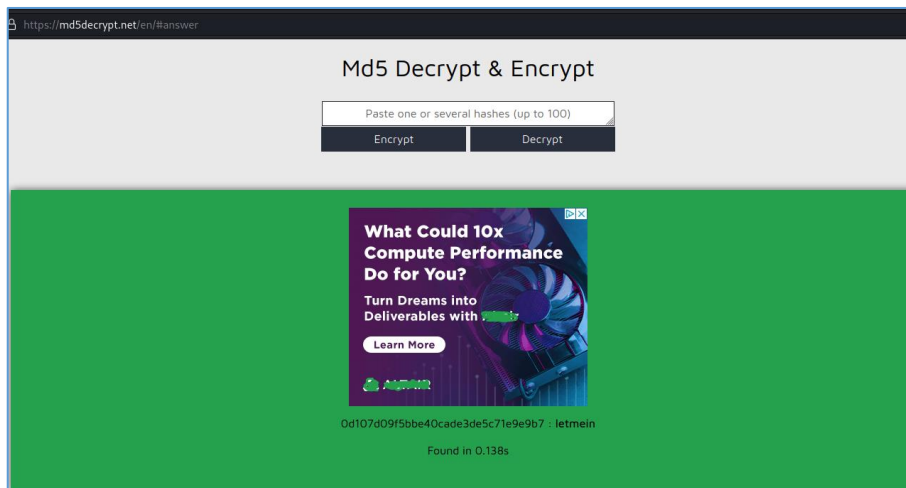 https://md5decrypt.net/en/#answer
Md5 Decrypt & Encrypt
Paste one or several hashes (up to 100)
Encrypt Decrypt
What Could 10x
Compute Performance
Do for You?
Turn Dreams into
Deliverables with
Learn More
0d107d09f5bbe40cade3de5c71e9e9b7 : letmein
Found in 0.138s